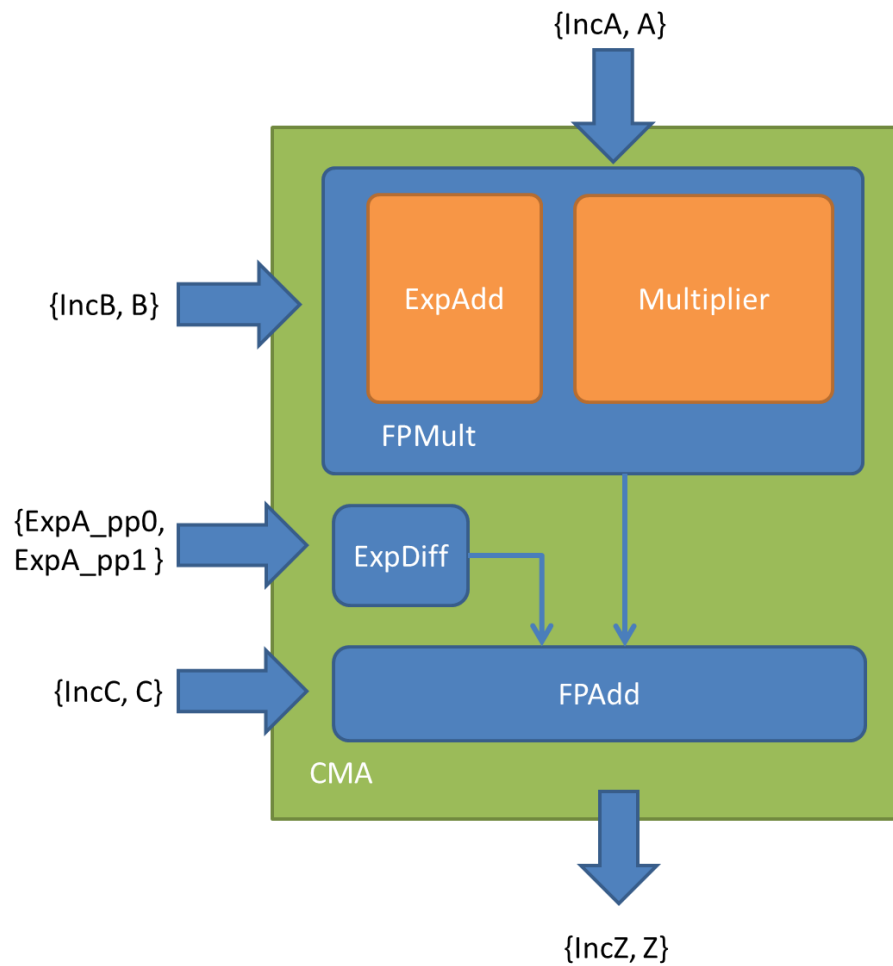 {IncA, A}
ExpAdd
Multiplier
{IncB, B}
FPMult
{ExpA_pp0,
ExpA_pp1 }
ExpDiff
{IncC, C}
FPAdd
CMA
{IncZ, Z}